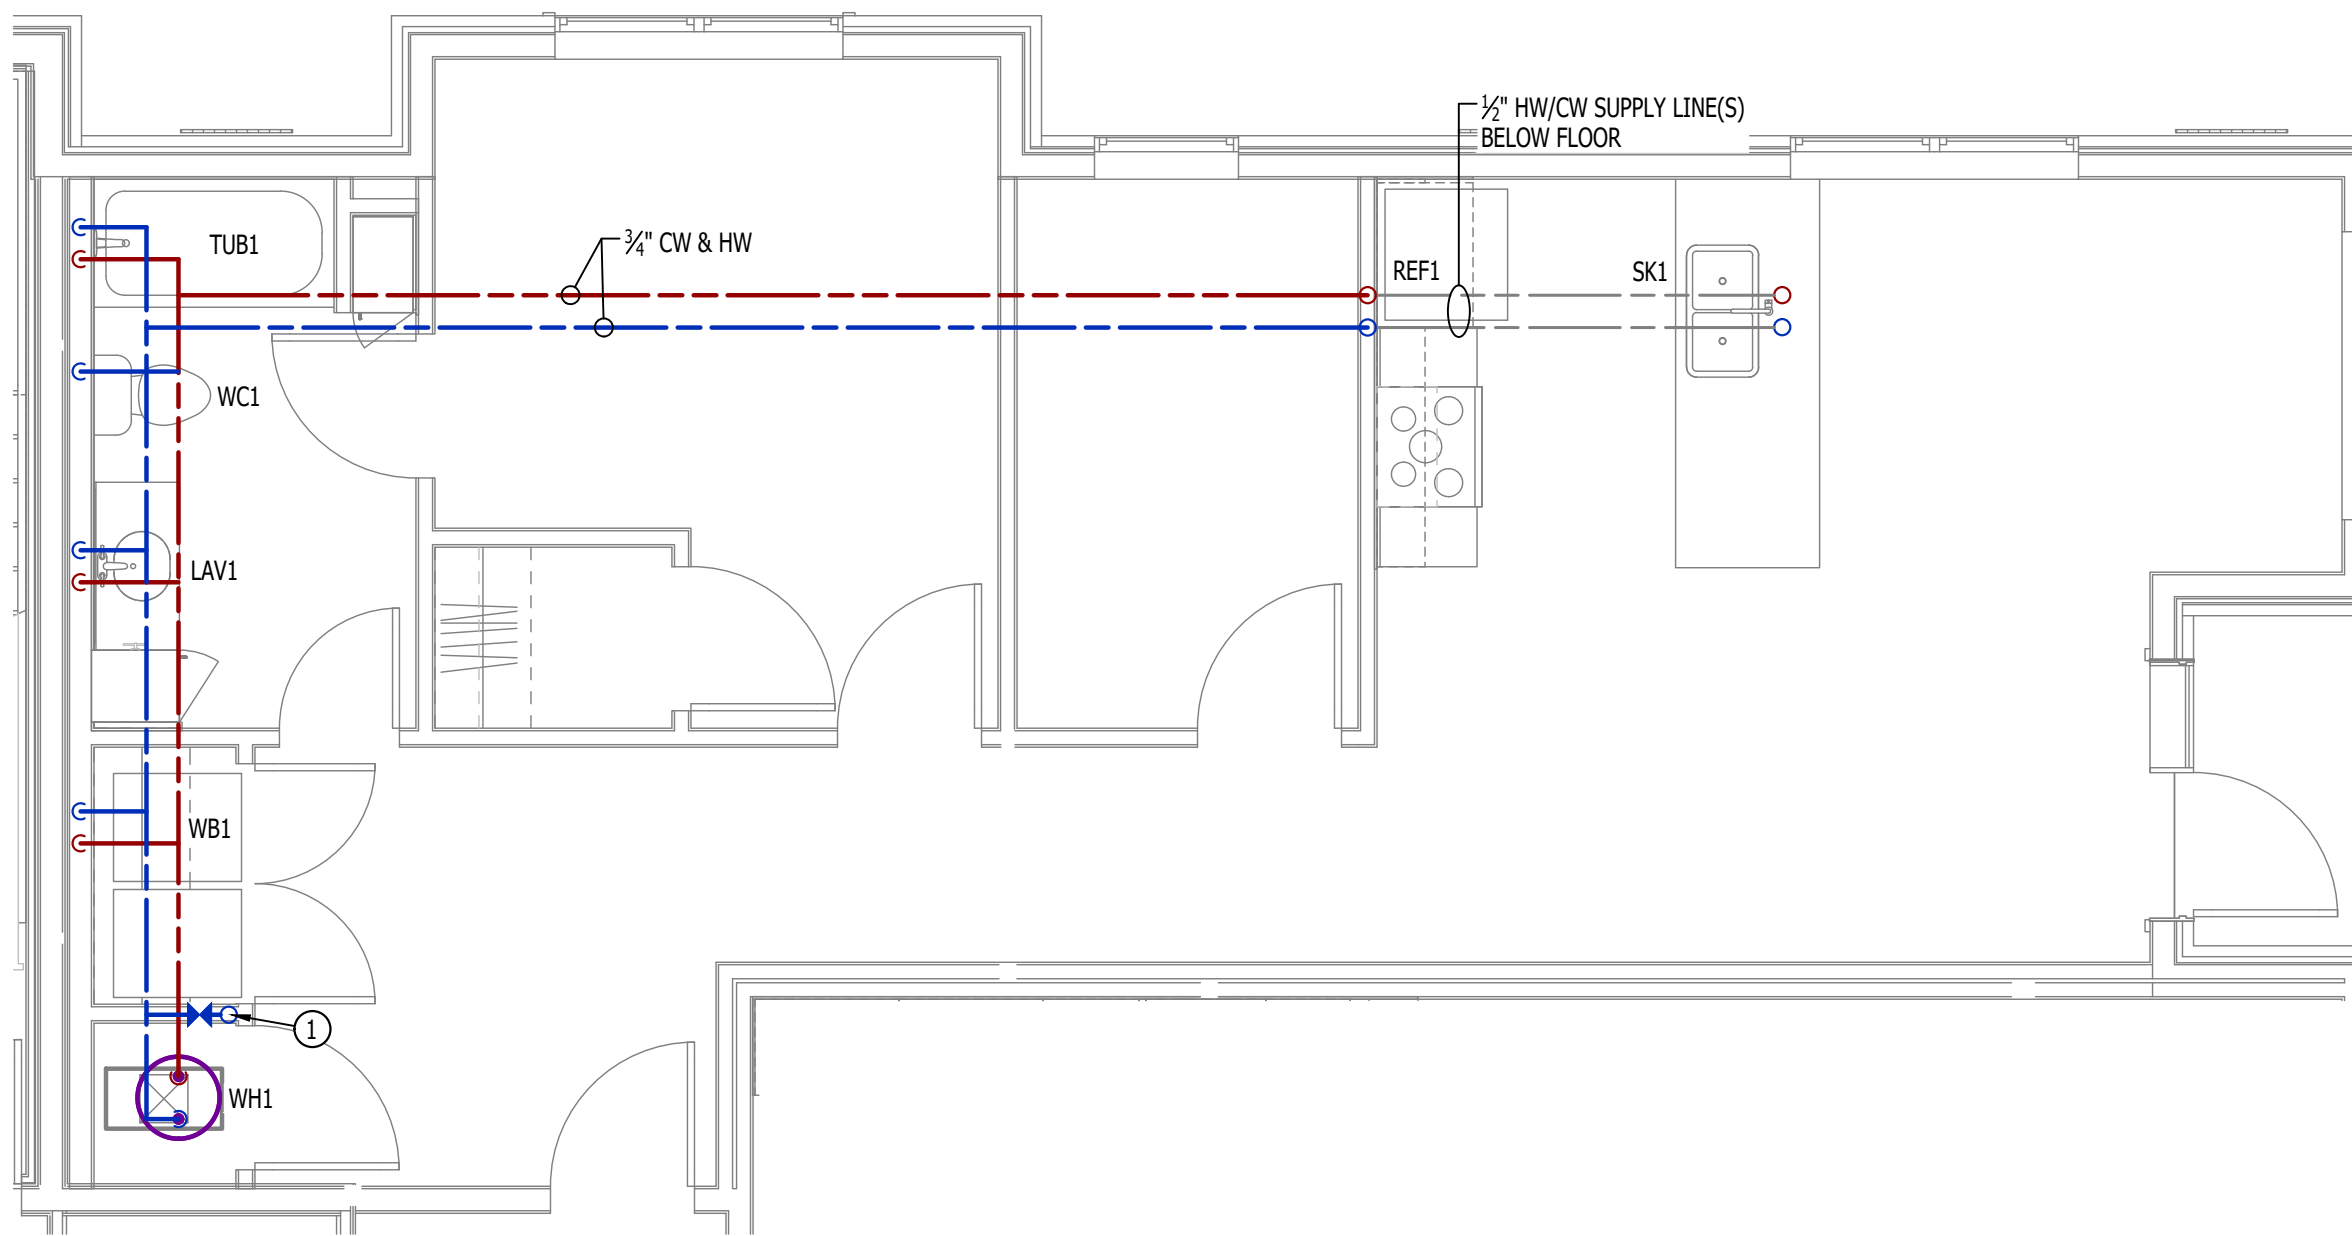 ½" HW/CW SUPPLY LINE(S)
BELOW FLOOR
TUB1
¾" CW & HW
REF1
SK1
WC1
LAV1
WB1
1
WH1